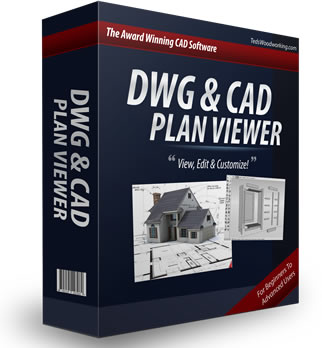 The Award Winning CAD Software
TedsWoodworking.com
DWG & CAD
PLAN VIEWER
“ View, Edit & Customize! ”
For Beginners To
Advanced Users
DWG & CAD
PLAN VIEWER